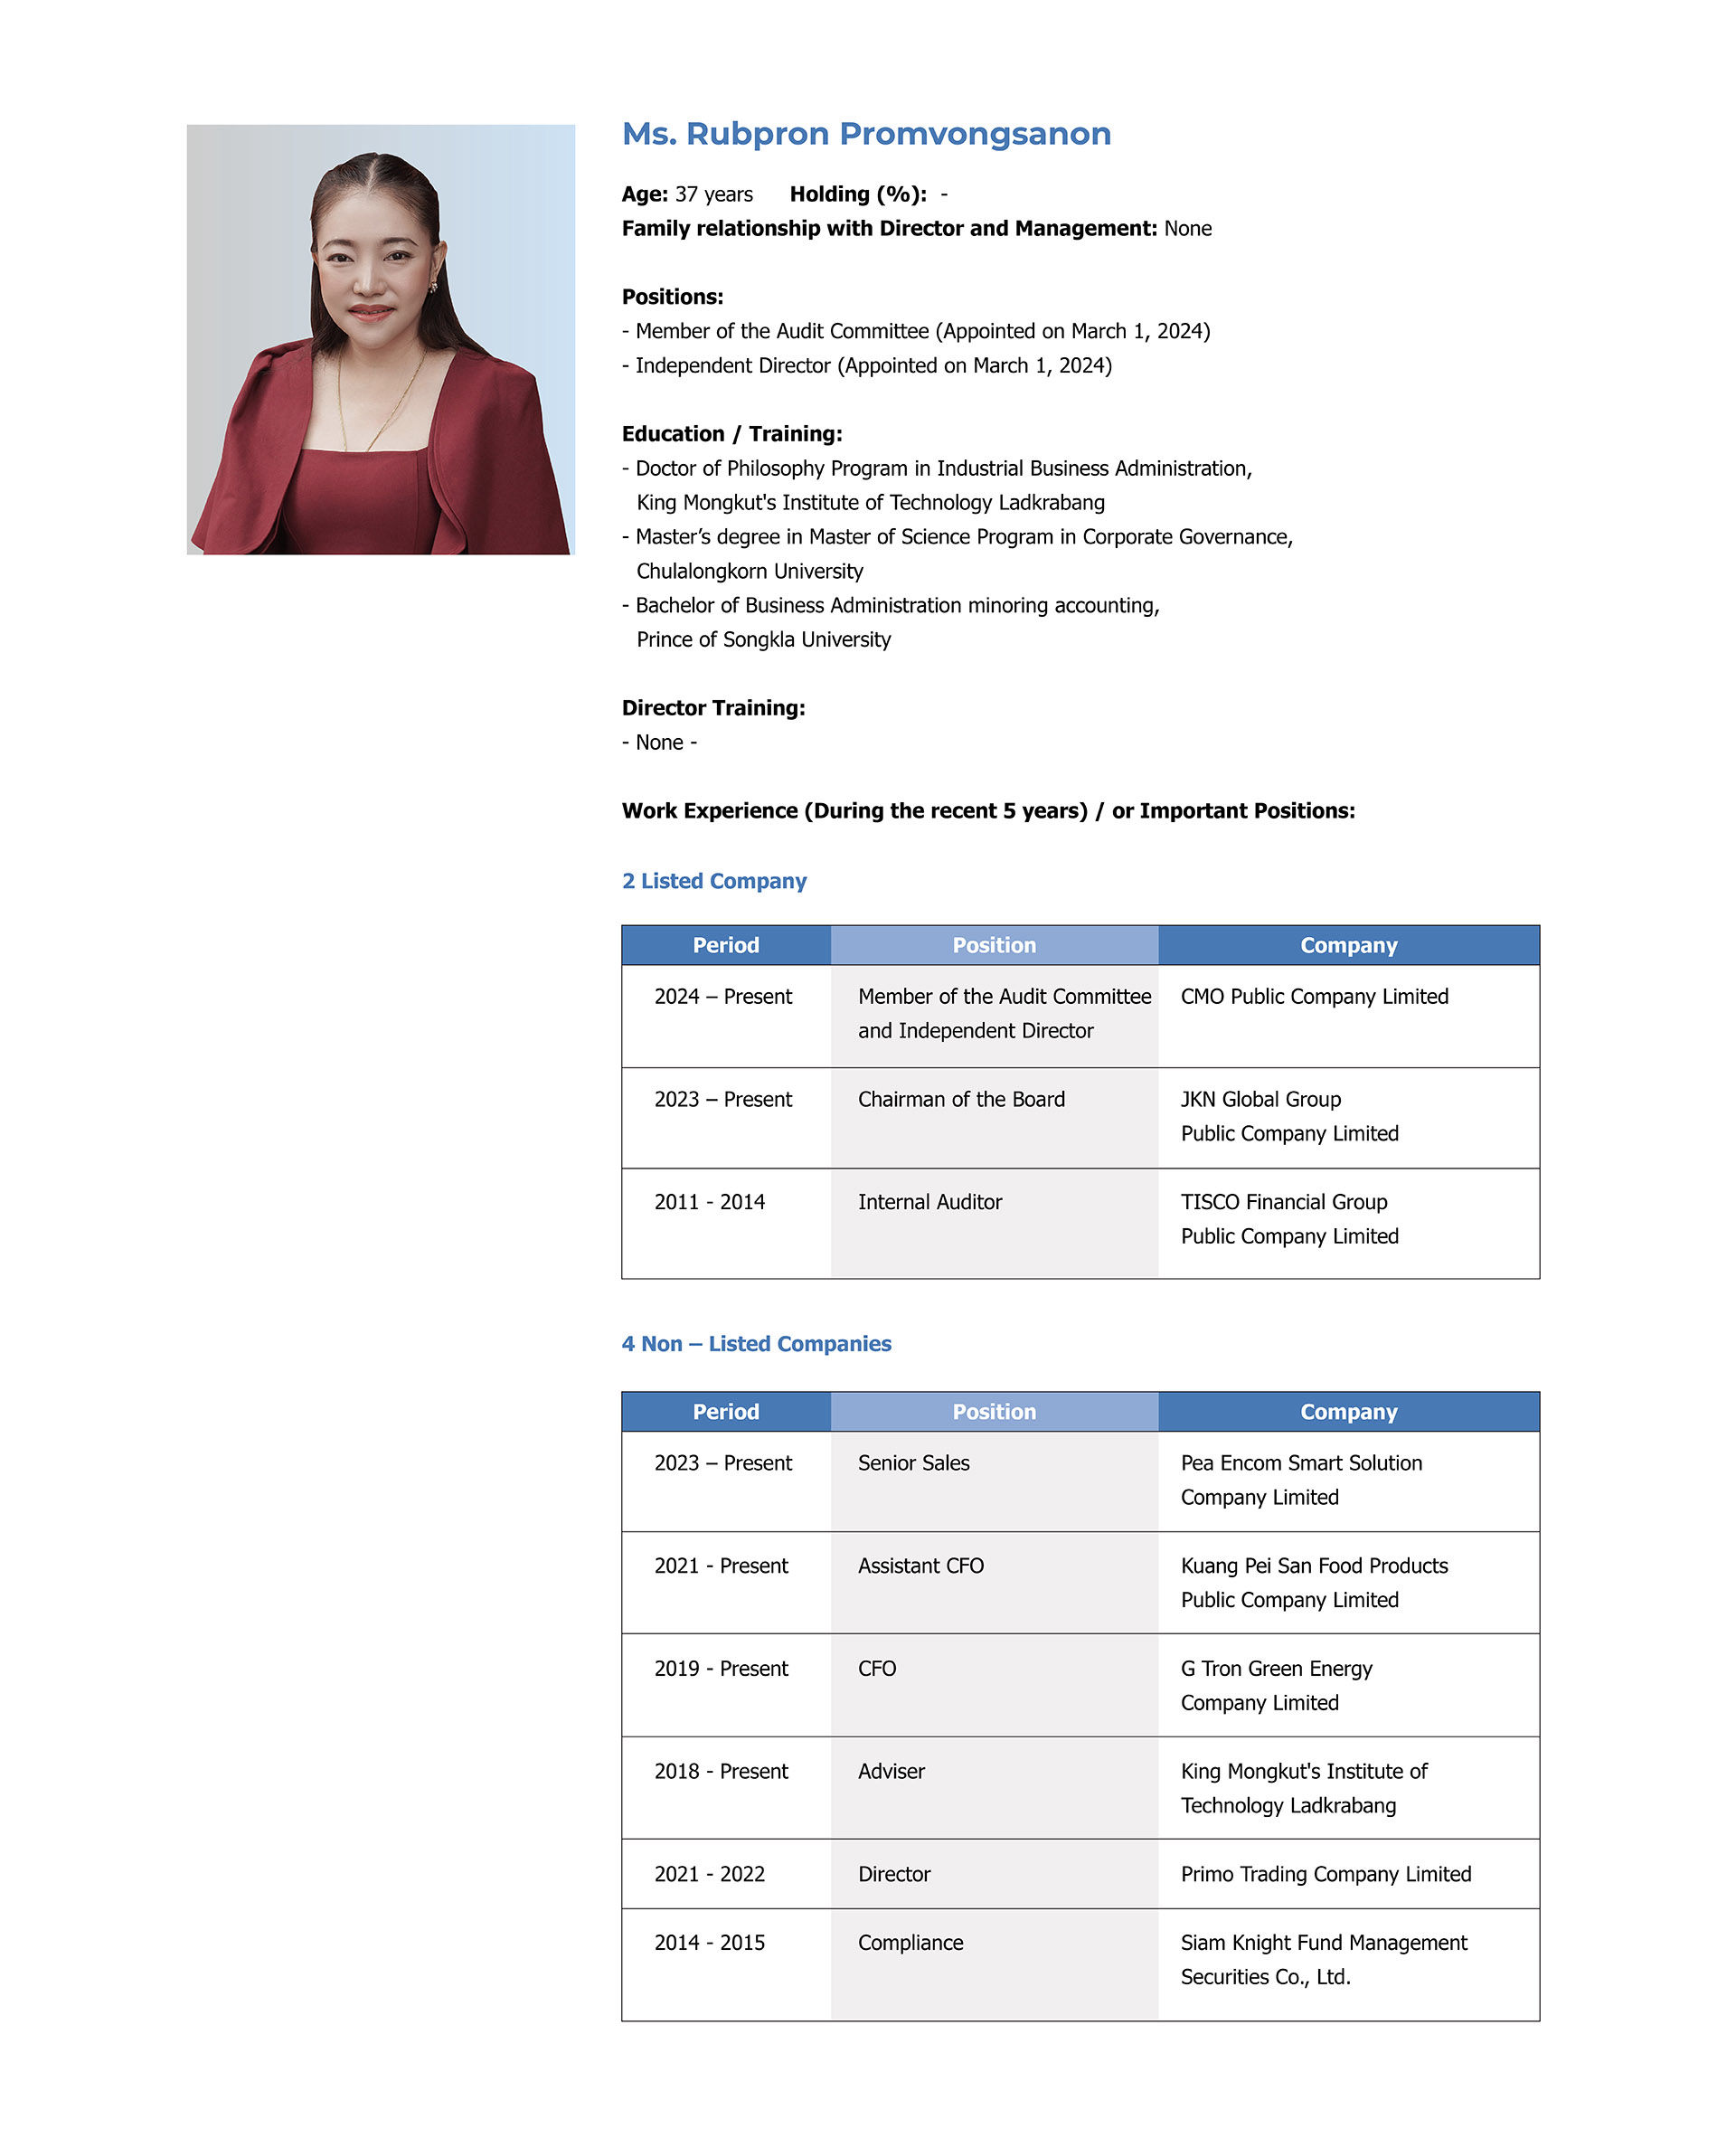 Ms. Rubpron Promvongsanon
Age: 37 years Holding (%): -
Family relationship with Director and Management: None
Positions:
- Member of the Audit Committee (Appointed on March 1, 2024)
- Independent Director (Appointed on March 1, 2024)
Education / Training:
- Doctor of Philosophy Program in Industrial Business Administration,
King Mongkut's Institute of Technology Ladkrabang
- Master’s degree in Master of Science Program in Corporate Governance,
Chulalongkorn University
- Bachelor of Business Administration minoring accounting,
Prince of Songkla University
Director Training:
- None -
Work Experience (During the recent 5 years) / or Important Positions:
2 Listed Company
Period Position Company
2024 – Present Member of the Audit Committee CMO Public Company Limited
and Independent Director
2023 – Present Chairman of the Board JKN Global Group
Public Company Limited
2011 - 2014 Internal Auditor TISCO Financial Group
Public Company Limited
4 Non – Listed Companies
Period Position Company
2023 – Present Senior Sales Pea Encom Smart Solution
Company Limited
2021 - Present Assistant CFO Kuang Pei San Food Products
Public Company Limited
2019 - Present CFO G Tron Green Energy
Company Limited
2018 - Present Adviser King Mongkut's Institute of
Technology Ladkrabang
2021 - 2022 Director Primo Trading Company Limited
2014 - 2015 Compliance Siam Knight Fund Management
Securities Co., Ltd.